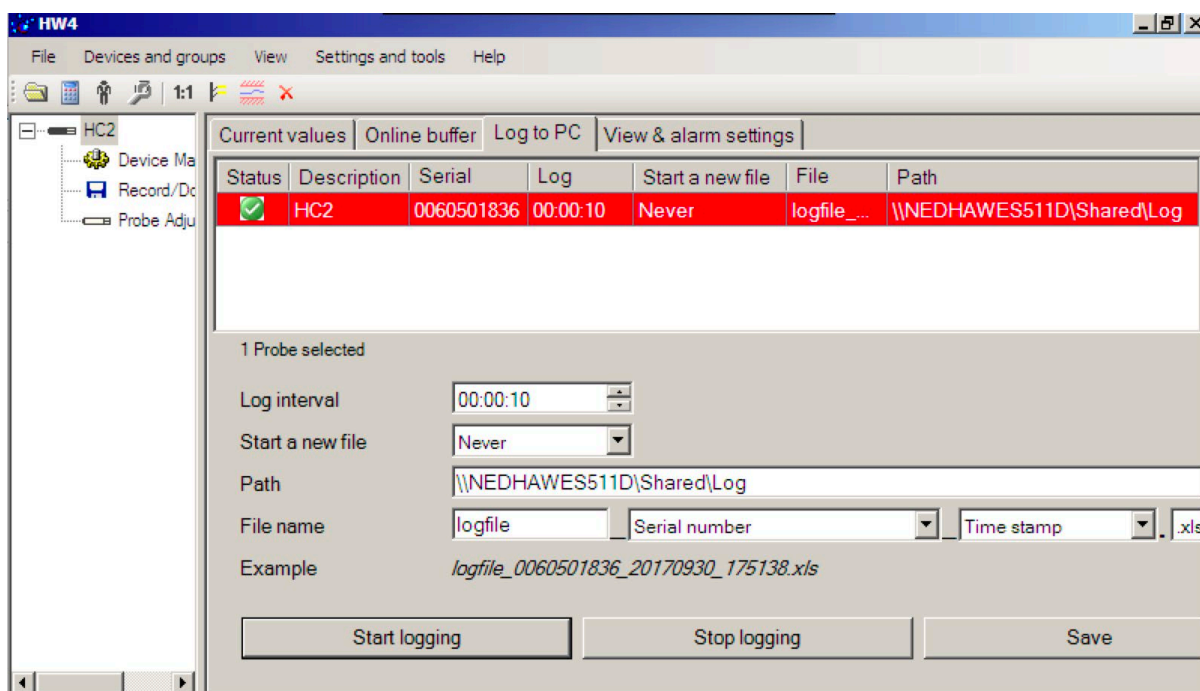 HW4
File Devices and groups View Settings and tools Help
1:1
HC2
Device Ma
Record/Do
Probe Adju
Current values Online buffer Log to PC View & alarm settings
Status Description Serial Log Start a new file File Path
HC2 0060501836 00:00:10 Never logfile_... \\NEDHAWES511D\Shared\Log
1 Probe selected
Log interval 00:00:10
Start a new file Never
Path \\NEDHAWES511D\Shared\Log
File name logfile _ Serial number _ Time stamp . .xls
Example logfile_0060501836_20170930_175138.xls
Start logging Stop logging Save